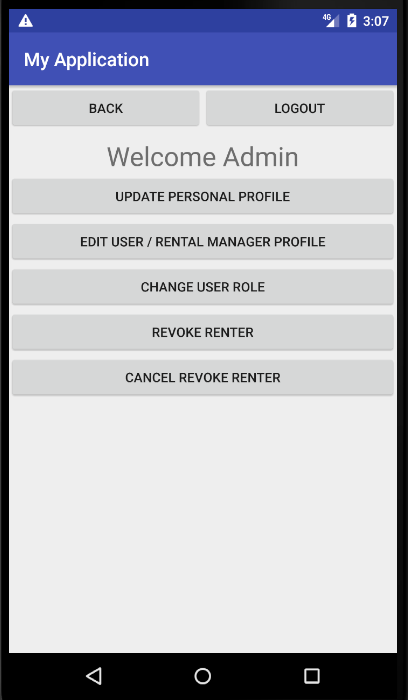 4G 3:07
My Application
BACK LOGOUT
Welcome Admin
UPDATE PERSONAL PROFILE
EDIT USER / RENTAL MANAGER PROFILE
CHANGE USER ROLE
REVOKE RENTER
CANCEL REVOKE RENTER